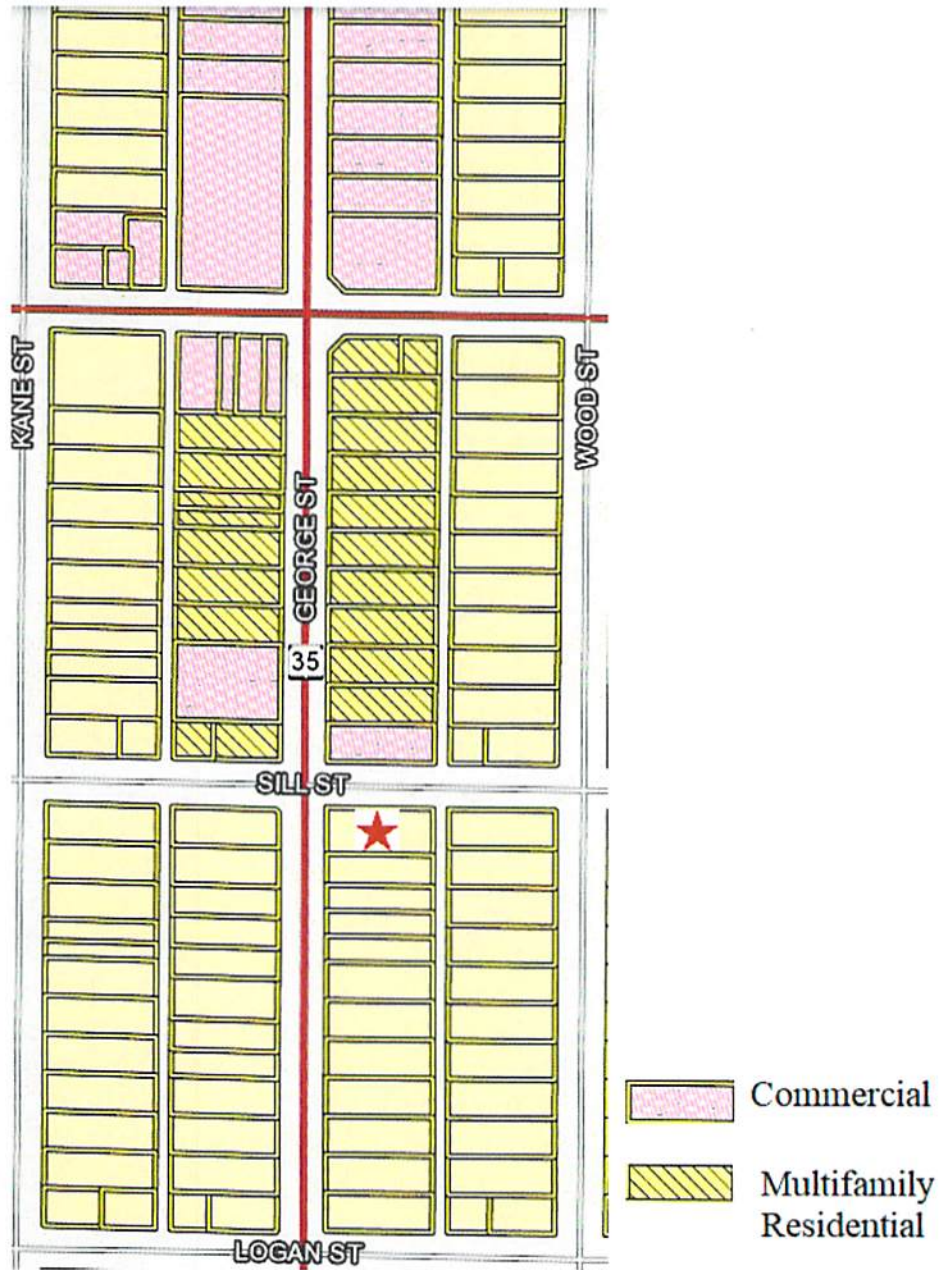 KANE ST
WOOD ST
GEORGE ST
35
SILL ST
Commercial
Multifamily
Residential
LOGAN ST